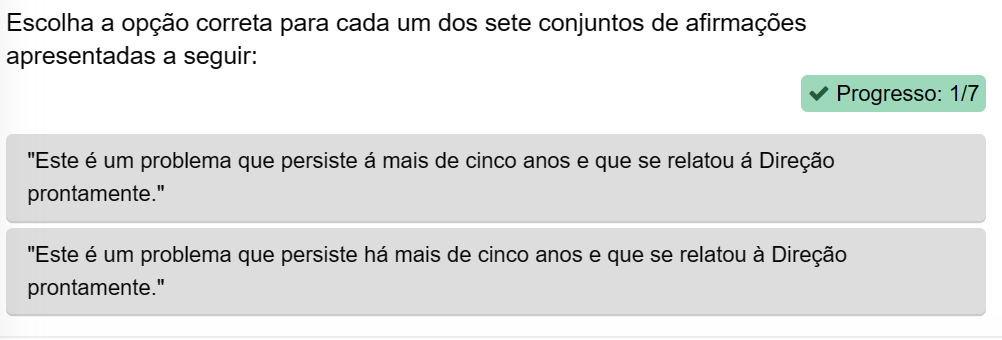 Escolha a opção correta para cada um dos sete conjuntos de afirmações
apresentadas a seguir:
✔ Progresso: 1/7
"Este é um problema que persiste á mais de cinco anos e que se relatou á Direção
prontamente."
"Este é um problema que persiste há mais de cinco anos e que se relatou à Direção
prontamente."